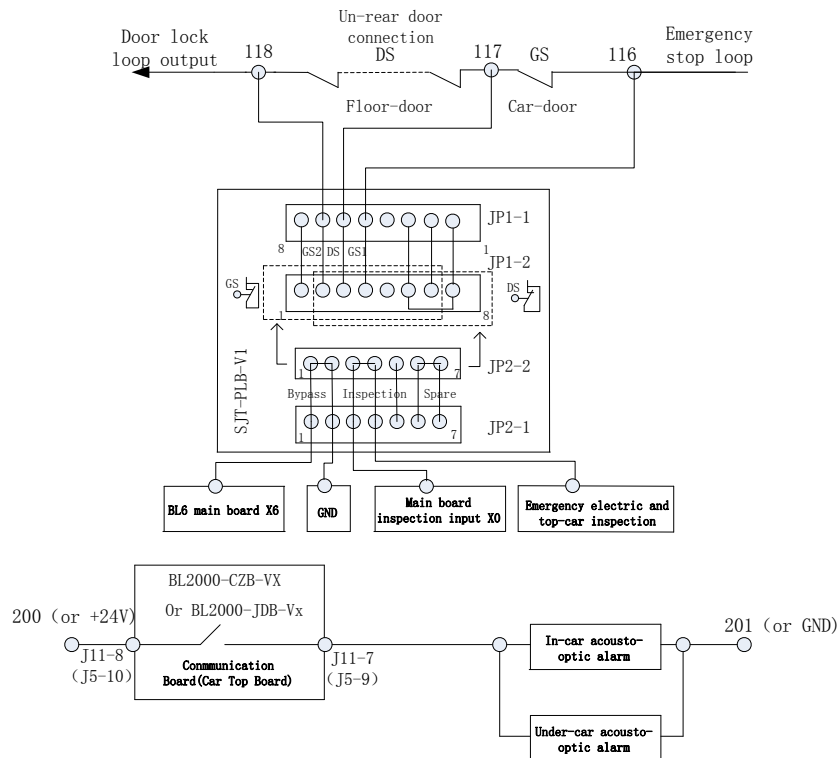 Un-rear door
connection
Door lock
loop output
118
DS
117
GS
116
Emergency
stop loop
Floor-door
Car-door
JP1-1
8
GS2
DS
GS1
1
JP1-2
GS
DS
1
8
SJT-PLB-V1
JP2-2
1
7
Bypass
Inspection
Spare
JP2-1
1
7
BL6 main board X6
GND
Main board
inspection input X0
Emergency electric and
top-car inspection
BL2000-CZB-VX
Or BL2000-JDB-Vx
200 (or +24V)
201 (or GND)
J11-8
(J5-10)
Conmmunication
Board(Car Top Board)
J11-7
(J5-9)
In-car acousto-
optic alarm
Under-car acousto-
optic alarm